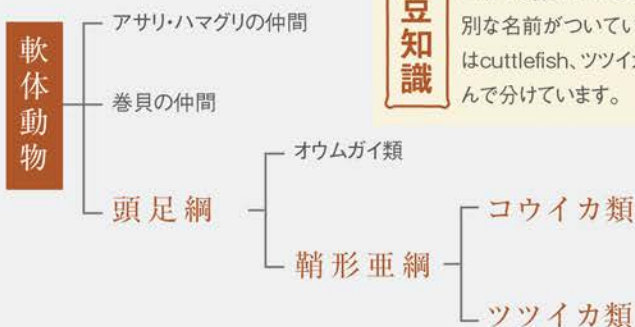 軟体動物
アサリ・ハマグリの仲間
巻貝の仲間
頭足綱
オウムガイ類
鞘形亜綱
コウイカ類
ツツイカ類
豆知識
別な名前がつい
はcuttlefish、ツツイ
んで分けています。